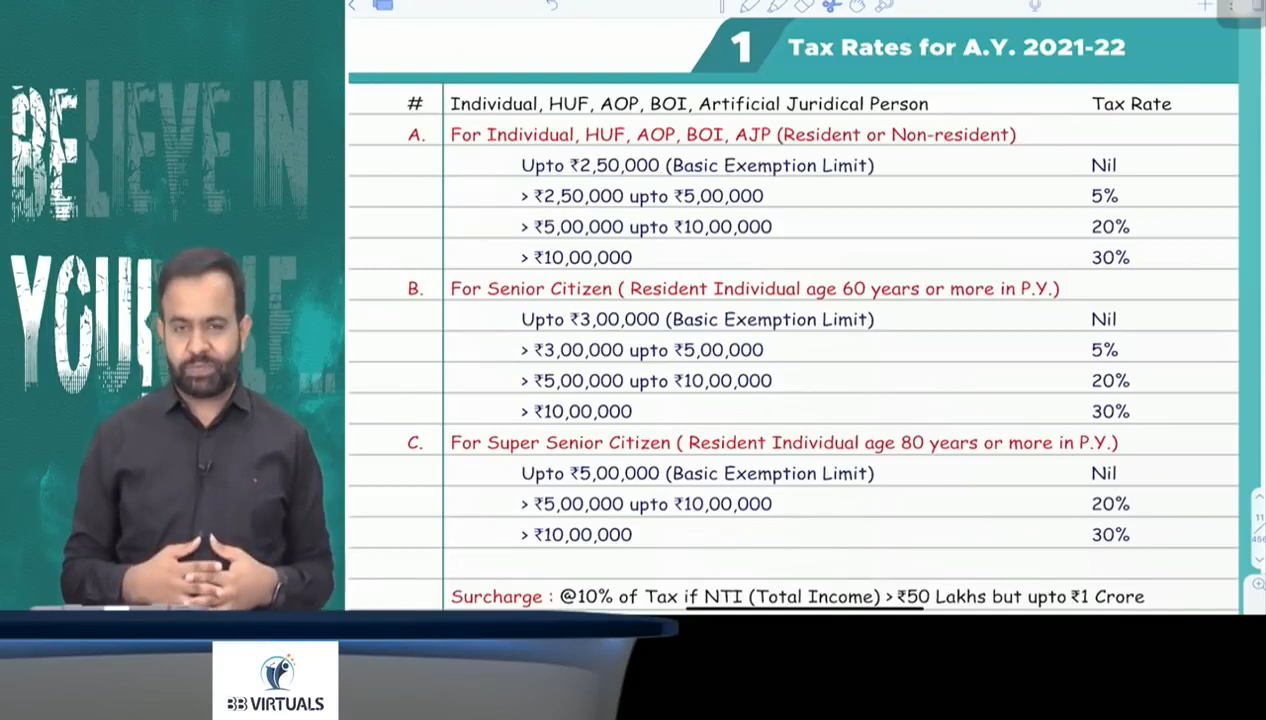 BELIEVE IN
YOU
1 Tax Rates for A.Y. 2021-22
# Individual, HUF, AOP, BOI, Artificial Juridical Person Tax Rate
A. For Individual, HUF, AOP, BOI, AJP (Resident or Non-resident)
Upto ₹2,50,000 (Basic Exemption Limit) Nil
> ₹2,50,000 upto ₹5,00,000 5%
> ₹5,00,000 upto ₹10,00,000 20%
> ₹10,00,000 30%
B. For Senior Citizen ( Resident Individual age 60 years or more in P.Y.)
Upto ₹3,00,000 (Basic Exemption Limit) Nil
> ₹3,00,000 upto ₹5,00,000 5%
> ₹5,00,000 upto ₹10,00,000 20%
> ₹10,00,000 30%
C. For Super Senior Citizen ( Resident Individual age 80 years or more in P.Y.)
Upto ₹5,00,000 (Basic Exemption Limit) Nil
> ₹5,00,000 upto ₹10,00,000 20%
> ₹10,00,000 30%
Surcharge : @10% of Tax if NTI (Total Income) > ₹50 Lakhs but upto ₹1 Crore
11
/
456
BB VIRTUALS